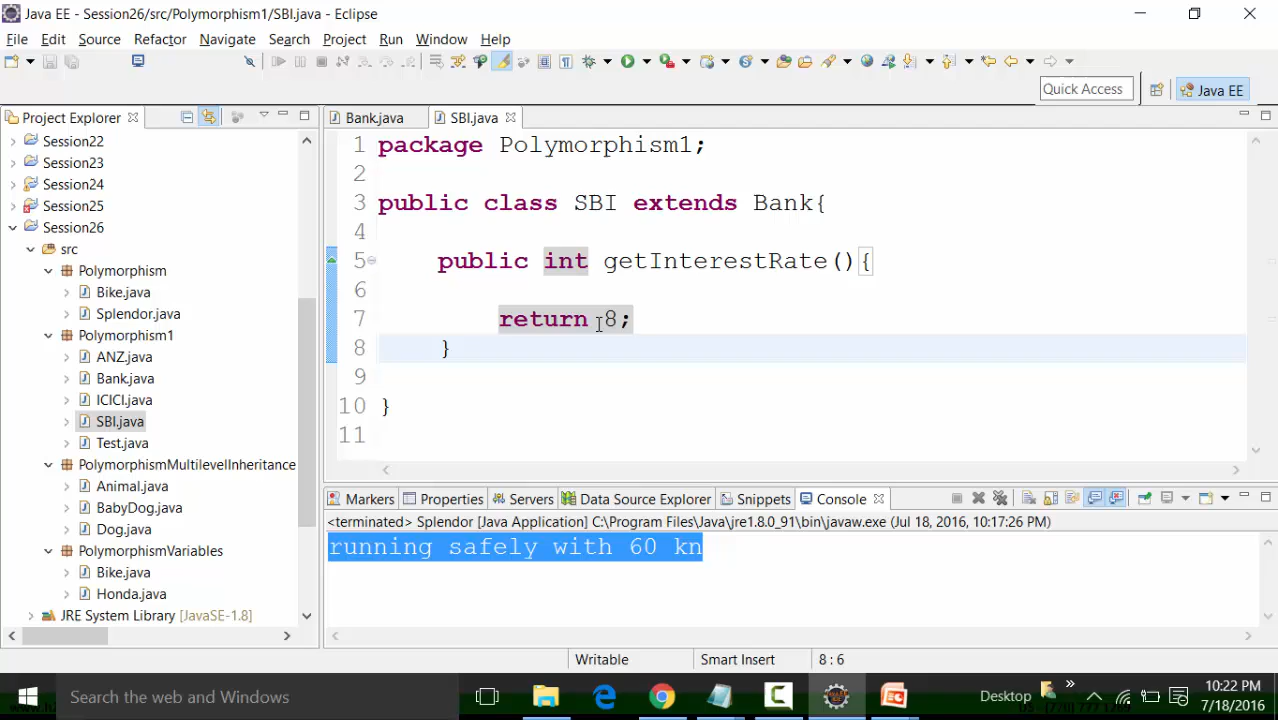 Java EE - Session26/src/Polymorphism1/SBI.java - Eclipse
File Edit Source Refactor Navigate Search Project Run Window Help
Quick Access
Java EE
Project Explorer
Bank.java
SBI.java
Session22
Session23
Session24
Session25
Session26
src
Polymorphism
Bike.java
Splendor.java
Polymorphism1
ANZ.java
Bank.java
ICICI.java
SBI.java
Test.java
PolymorphismMultilevelInheritance
Animal.java
BabyDog.java
Dog.java
PolymorphismVariables
Bike.java
Honda.java
JRE System Library [JavaSE-1.8]
1 package Polymorphism1;
2
3 public class SBI extends Bank{
4
5 public int getInterestRate(){
6
7 return 8;
8 }
9
10 }
11
Markers Properties Servers Data Source Explorer Snippets Console
<terminated> Splendor [Java Application] C:\Program Files\Java\jre1.8.0_91\bin\javaw.exe (Jul 18, 2016, 10:17:26 PM)
running safely with 60 kn
Writable Smart Insert 8 : 6
Search the web and Windows
Desktop
10:22 PM
7/18/2016